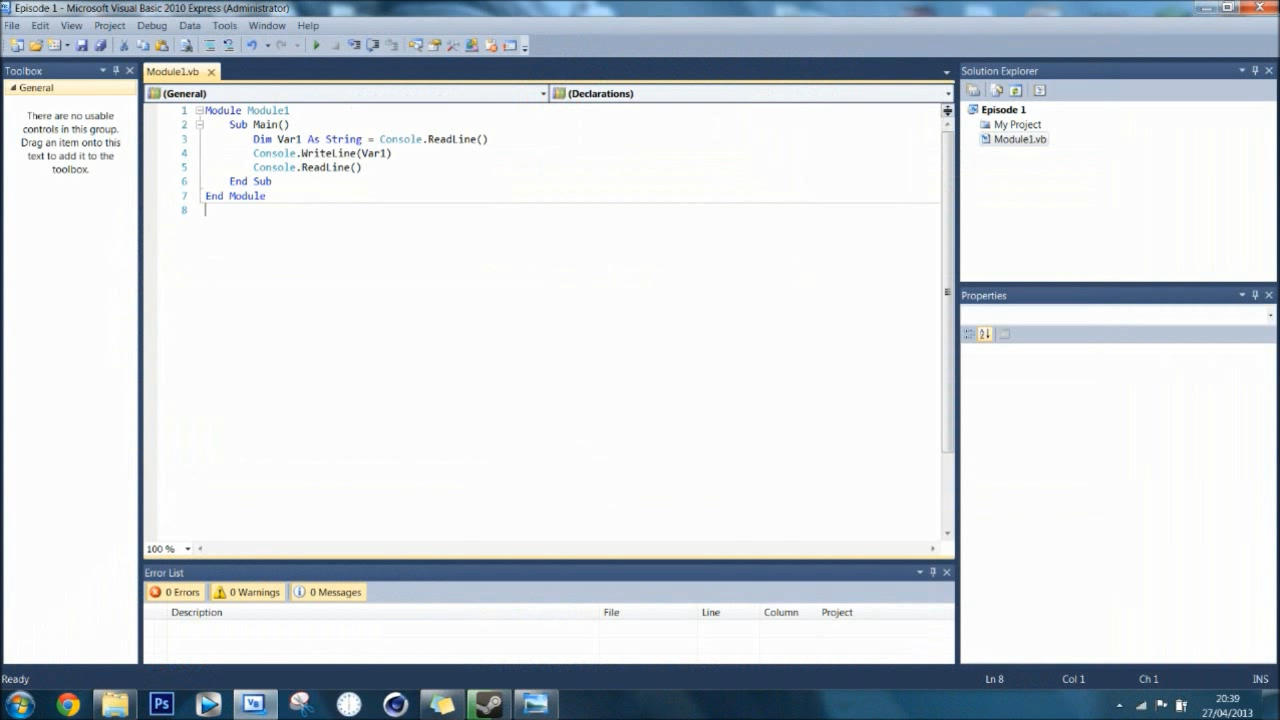 Episode 1 - Microsoft Visual Basic 2010 Express (Administrator)
File Edit View Project Debug Data Tools Window Help
Toolbox
General
There are no usable
controls in this group.
Drag an item onto this
text to add it to the
toolbox.
Module1.vb
(General) (Declarations)
1 Module Module1
2 Sub Main()
3 Dim Var1 As String = Console.ReadLine()
4 Console.WriteLine(Var1)
5 Console.ReadLine()
6 End Sub
7 End Module
8
100 %
Solution Explorer
Episode 1
My Project
Module1.vb
Properties
Error List
0 Errors 0 Warnings 0 Messages
Description File Line Column Project
Ready Ln 8 Col 1 Ch 1 INS
Ps
VB
20:39
27/04/2013